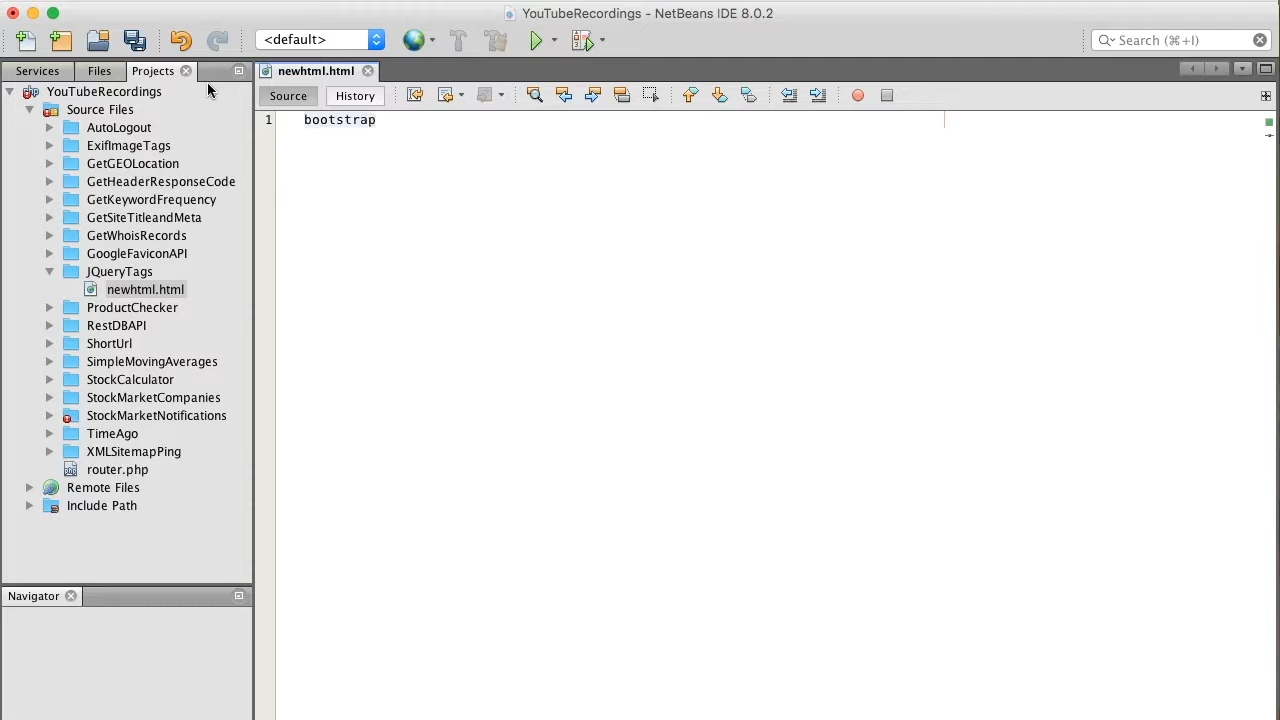 YouTubeRecordings - NetBeans IDE 8.0.2
<default>
Search (⌘+I)
Services
Files
Projects
newhtml.html
Source
History
YouTubeRecordings
Source Files
AutoLogout
ExifImageTags
GetGEOLocation
GetHeaderResponseCode
GetKeywordFrequency
GetSiteTitleandMeta
GetWhoisRecords
GoogleFaviconAPI
JQueryTags
newhtml.html
ProductChecker
RestDBAPI
ShortUrl
SimpleMovingAverages
StockCalculator
StockMarketCompanies
StockMarketNotifications
TimeAgo
XMLSitemapPing
router.php
Remote Files
Include Path
1 bootstrap
Navigator